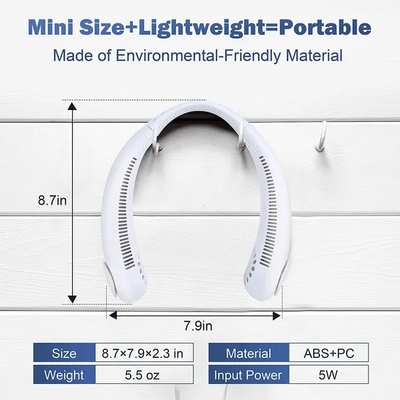 Mini Size+Lightweight=Portable
Made of Environmental-Friendly Material
8.7in
7.9in
Size 8.7×7.9×2.3 in Material ABS+PC
Weight 5.5 oz Input Power 5W